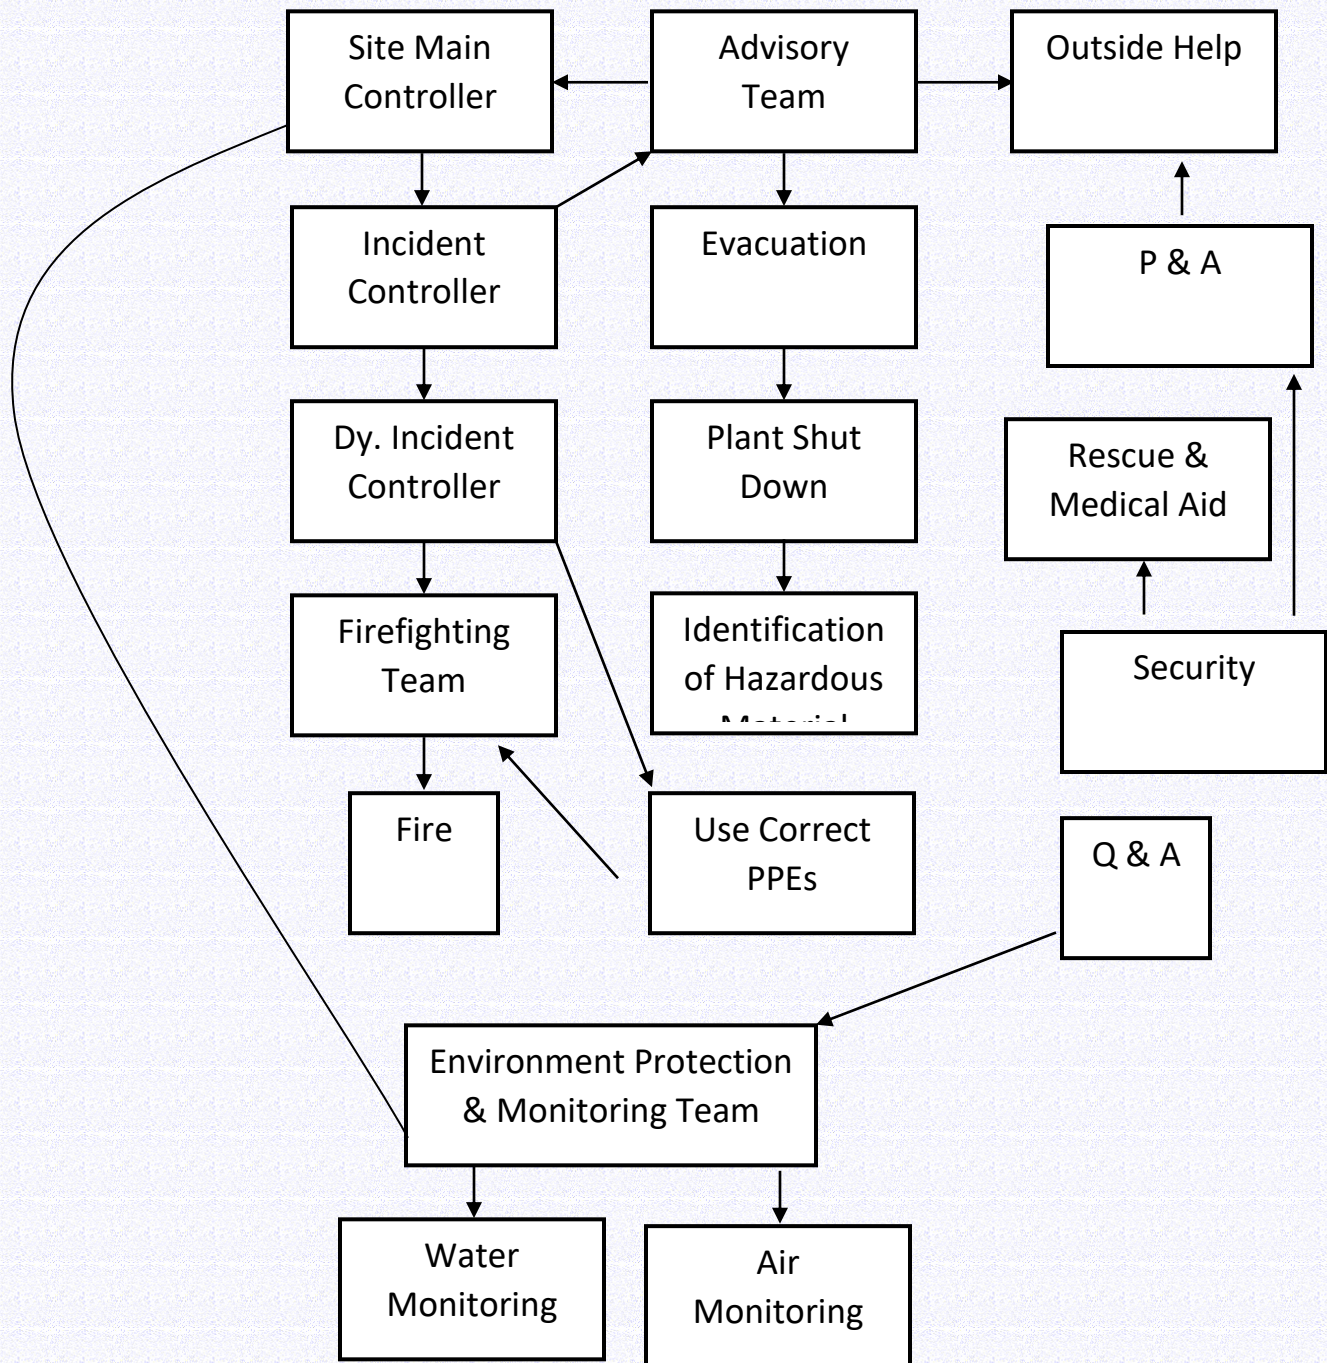 Site Main
Controller
Advisory
Team
Outside Help
Incident
Controller
Evacuation
P & A
Dy. Incident
Controller
Plant Shut
Down
Rescue &
Medical Aid
Firefighting
Team
Identification
of Hazardous
Material
Security
Fire
Use Correct
PPEs
Q & A
Environment Protection
& Monitoring Team
Water
Monitoring
Air
Monitoring